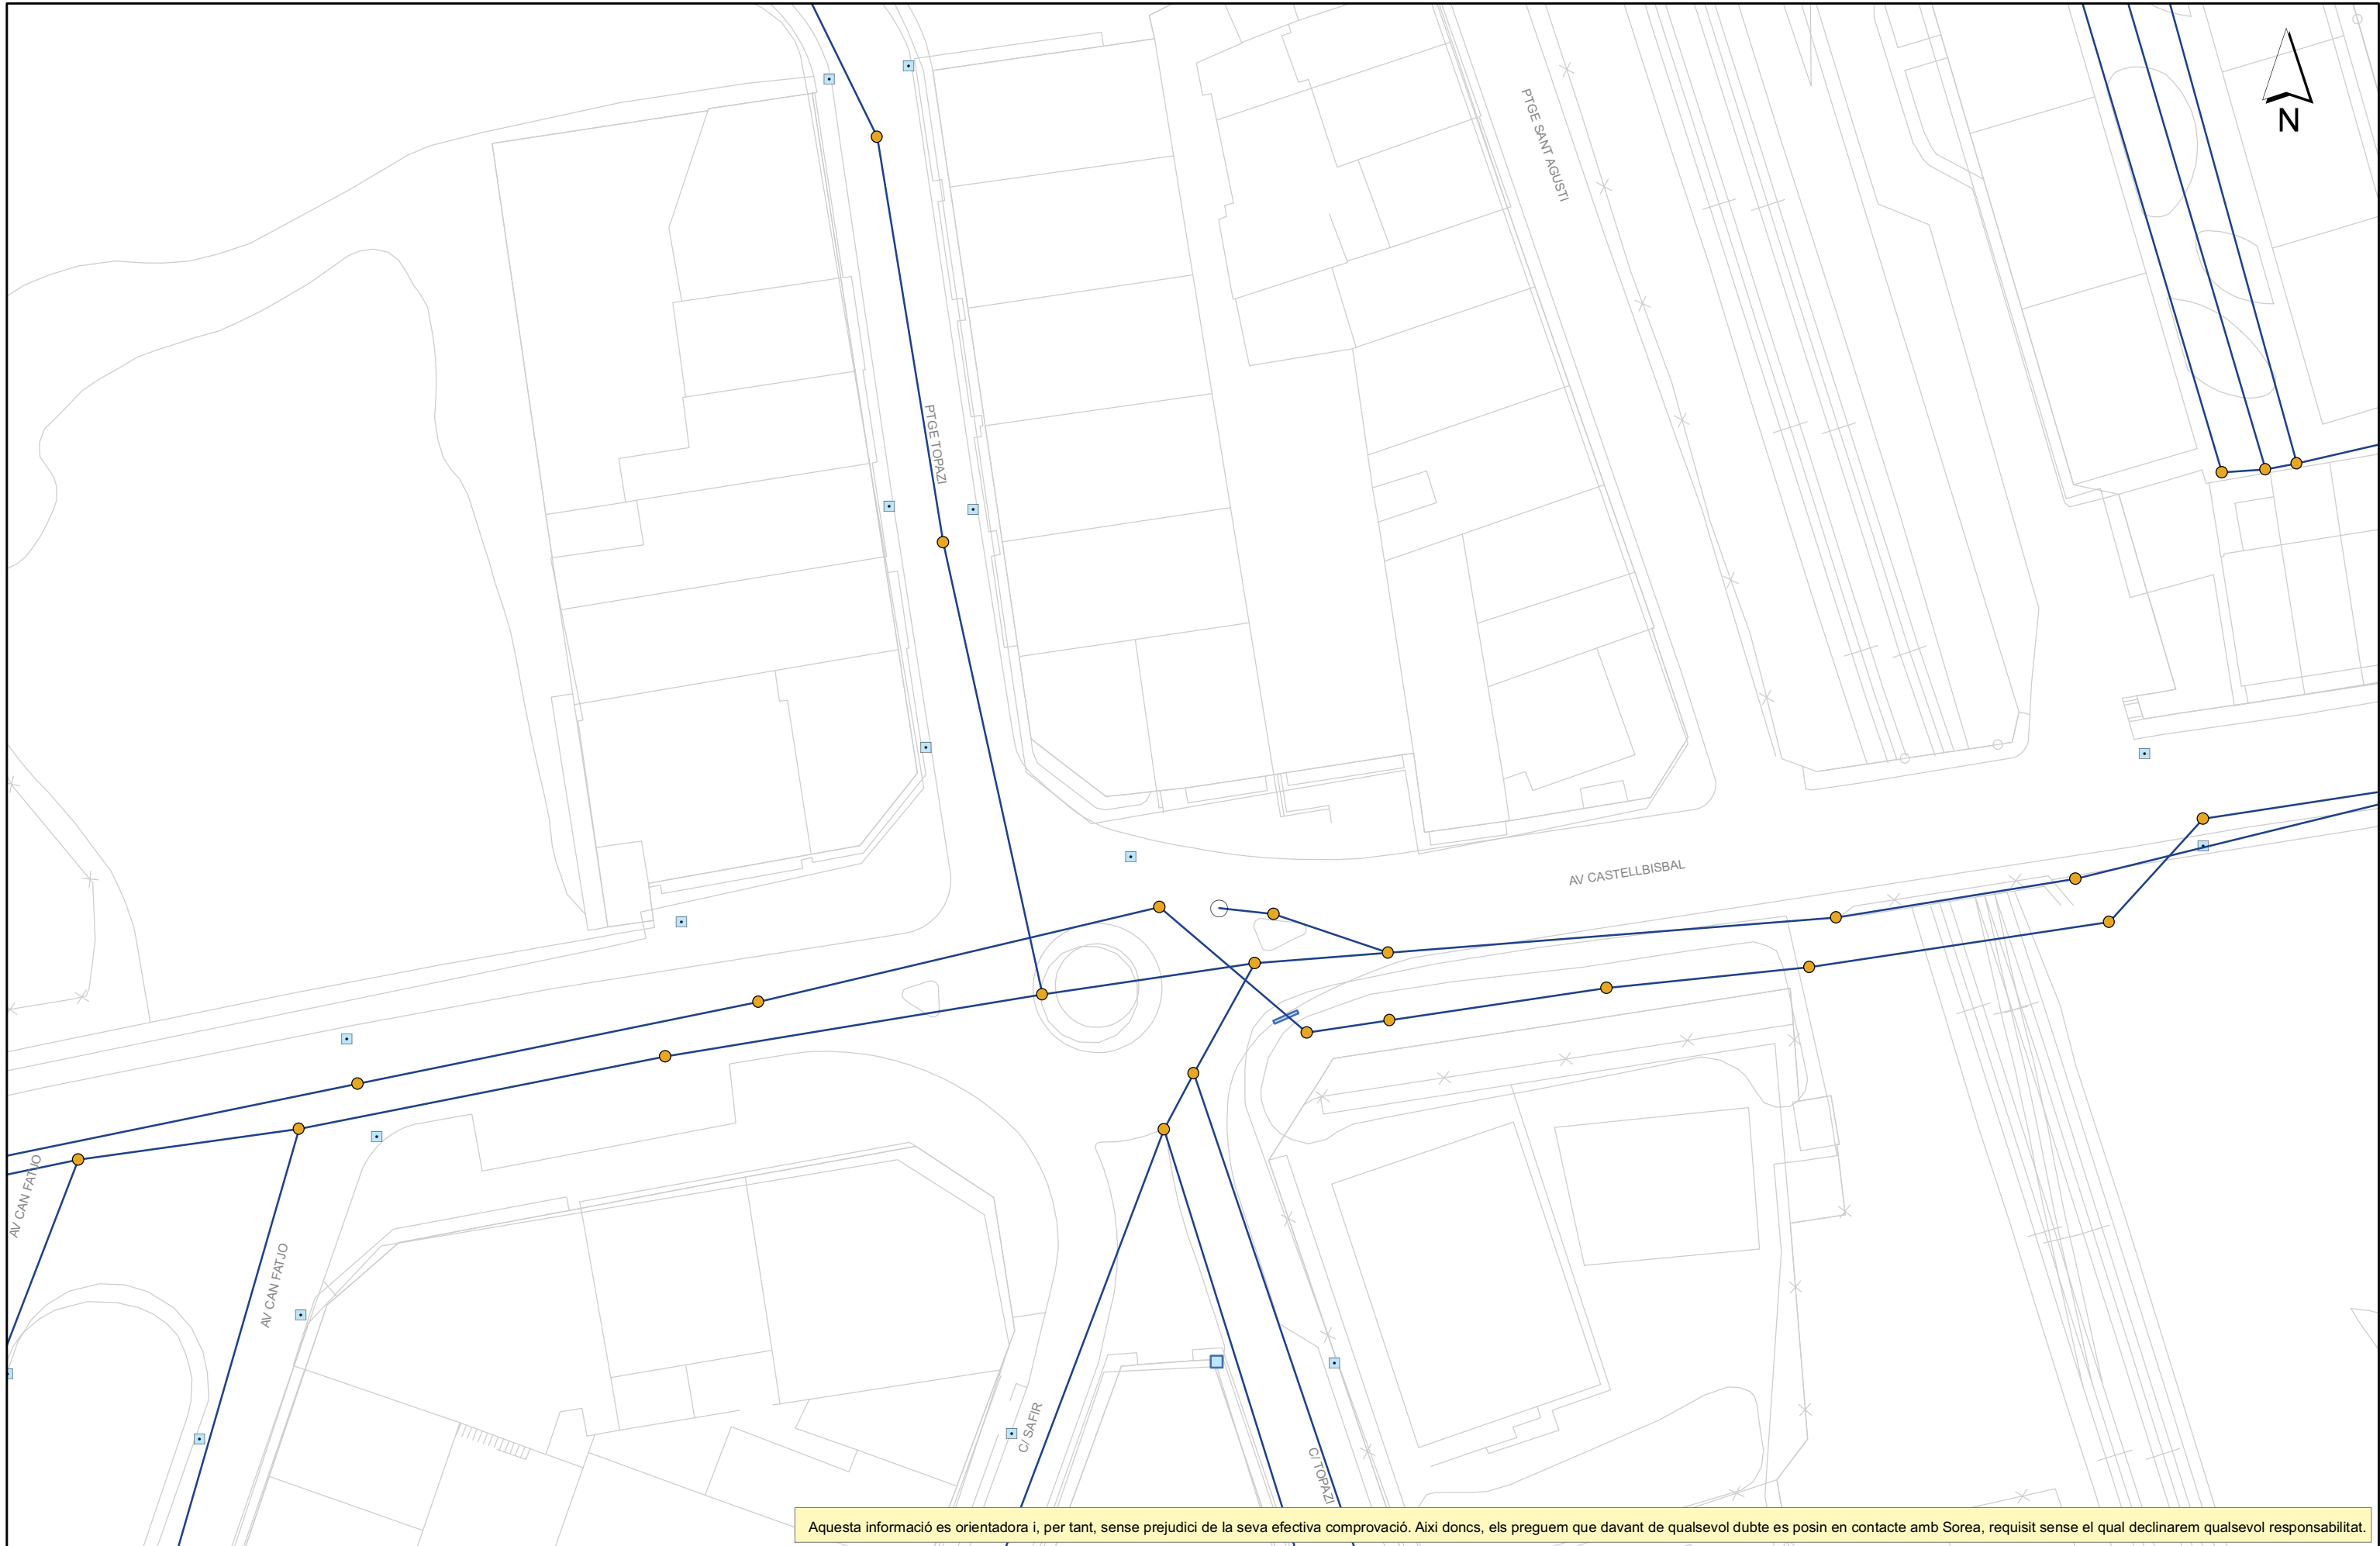 N
PTGE SANT AGUSTI
PTGE TOPAZI
AV CASTELLBISBAL
AV CAN FATJO
AV CAN FATJO
C/ SAFIR
C/ TOPAZI
Aquesta informació es orientadora i, per tant, sense prejudici de la seva efectiva comprovació. Aixi doncs, els preguem que davant de qualsevol dubte es posin en contacte amb Sorea, requisit sense el qual declinarem qualsevol responsabilitat.